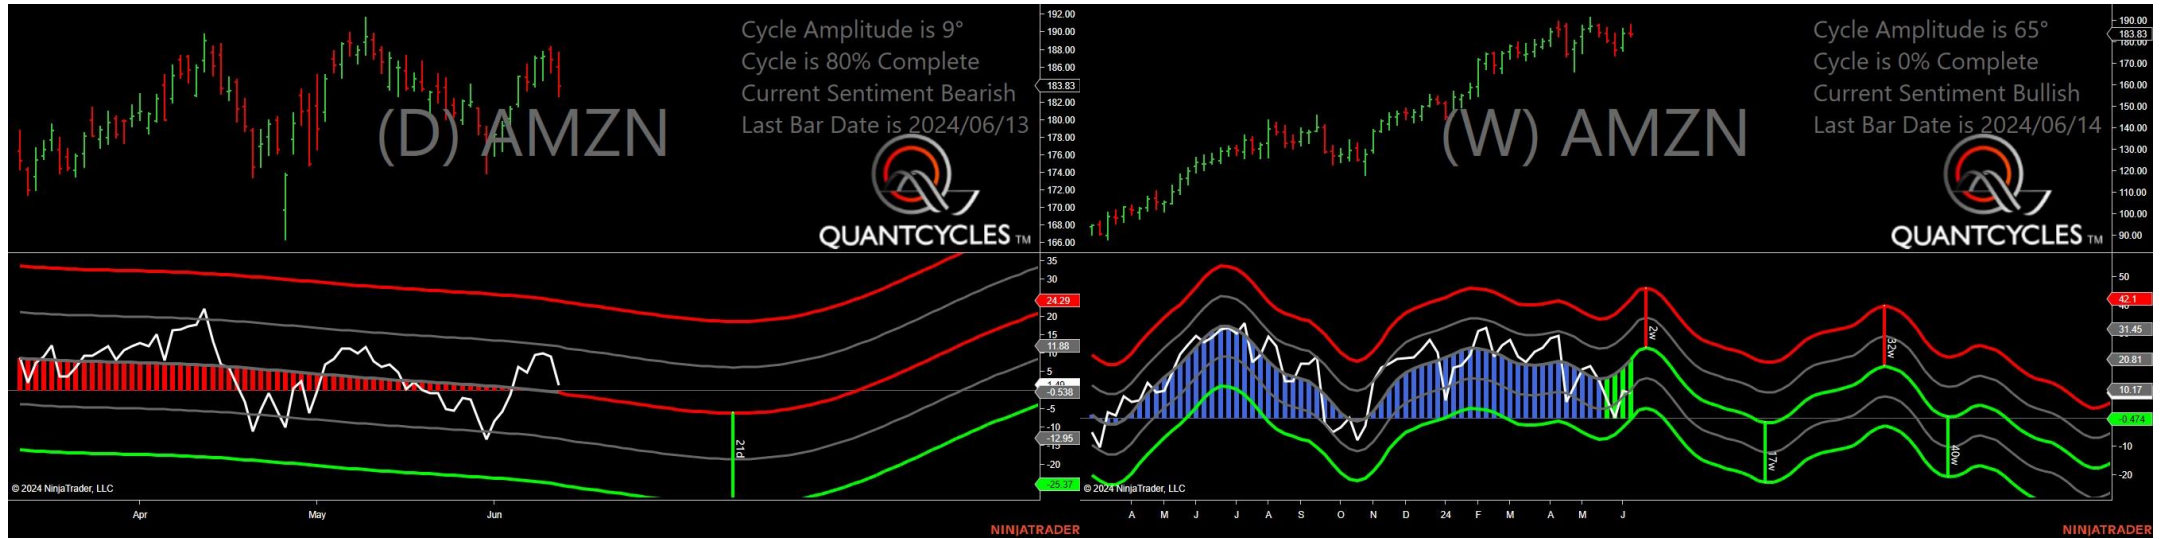 Cycle Amplitude is 9°
Cycle is 80% Complete
Current Sentiment Bearish
Last Bar Date is 2024/06/13
(D) AMZN
QUANTCYCLES TM
192.00
190.00
188.00
186.00
183.83
182.00
180.00
178.00
176.00
174.00
172.00
170.00
168.00
166.00
35
30
24.29
20
15
11.88
5
-0.538
-5
-10
-12.95
-20
-25.37
21d
© 2024 NinjaTrader, LLC
Apr May Jun
NINJATRADER
Cycle Amplitude is 65°
Cycle is 0% Complete
Current Sentiment Bullish
Last Bar Date is 2024/06/14
(W) AMZN
QUANTCYCLES TM
190.00
183.83
180.00
170.00
160.00
150.00
140.00
130.00
120.00
110.00
100.00
90.00
50
42.1
31.45
20.81
10.17
-0.474
-10
-20
2w
32w
17w
40w
© 2024 NinjaTrader, LLC
A M J J A S O N D 24 F M A M J
NINJATRADER